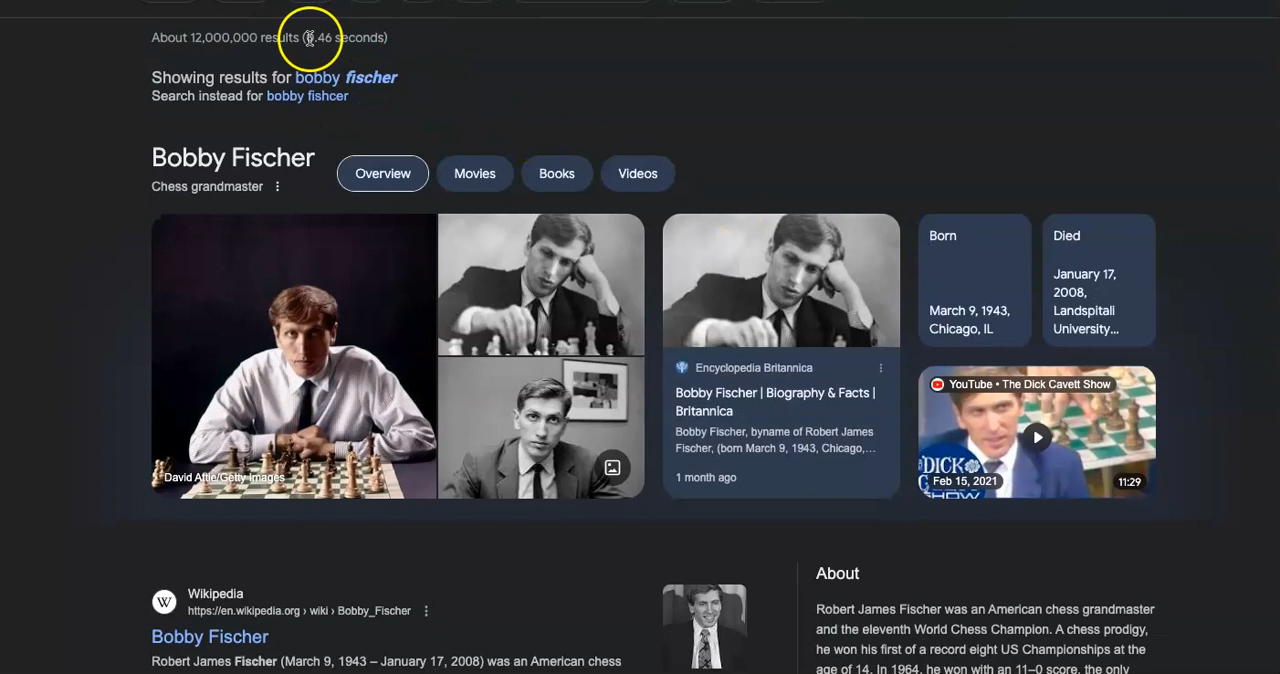 About 12,000,000 results (0.46 seconds)
Showing results for bobby fischer
Search instead for bobby fishcer
Bobby Fischer
Chess grandmaster
Overview
Movies
Books
Videos
David Attie/Getty Images
Encyclopedia Britannica
Bobby Fischer | Biography & Facts |
Britannica
Bobby Fischer, byname of Robert James
Fischer, (born March 9, 1943, Chicago,...
1 month ago
Born
March 9, 1943,
Chicago, IL
Died
January 17,
2008,
Landspitali
University...
YouTube • The Dick Cavett Show
DICK
Feb 15, 2021
11:29
W
Wikipedia
https://en.wikipedia.org › wiki › Bobby_Fischer
Bobby Fischer
Robert James Fischer (March 9, 1943 – January 17, 2008) was an American chess
About
Robert James Fischer was an American chess grandmaster
and the eleventh World Chess Champion. A chess prodigy,
he won his first of a record eight US Championships at the
age of 14. In 1964, he won with an 11–0 score, the only